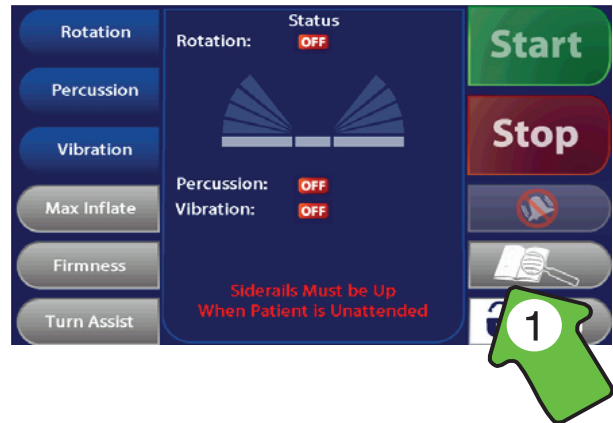 Rotation
Percussion
Vibration
Max Inflate
Firmness
Turn Assist
Status
Rotation: OFF
Percussion: OFF
Vibration: OFF
Siderails Must be Up
When Patient is Unattended
Start
Stop
1